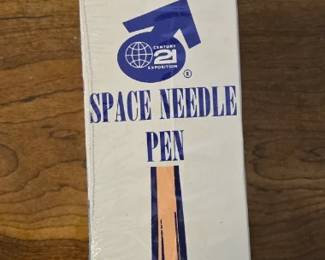 CENTURY
21
EXPOSITION
®
SPACE NEEDLE
PEN